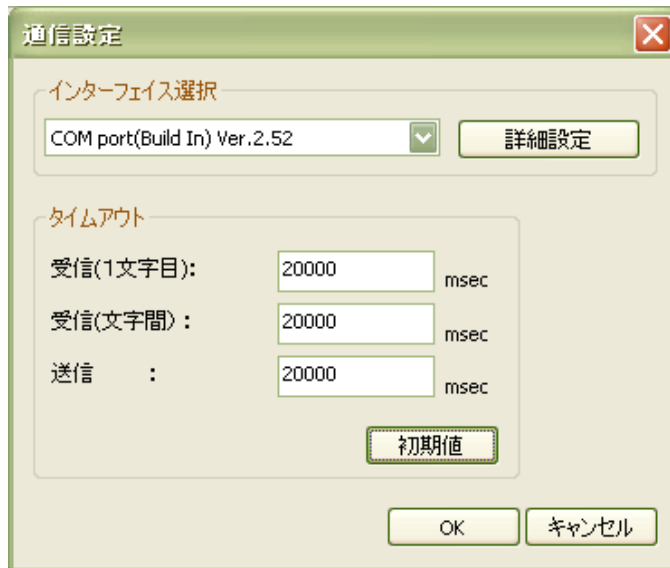 通信設定
インターフェイス選択
COM port(Build In) Ver.2.52
詳細設定
タイムアウト
受信(1文字目): 20000 msec
受信(文字間): 20000 msec
送信 : 20000 msec
初期値
OK キャンセル